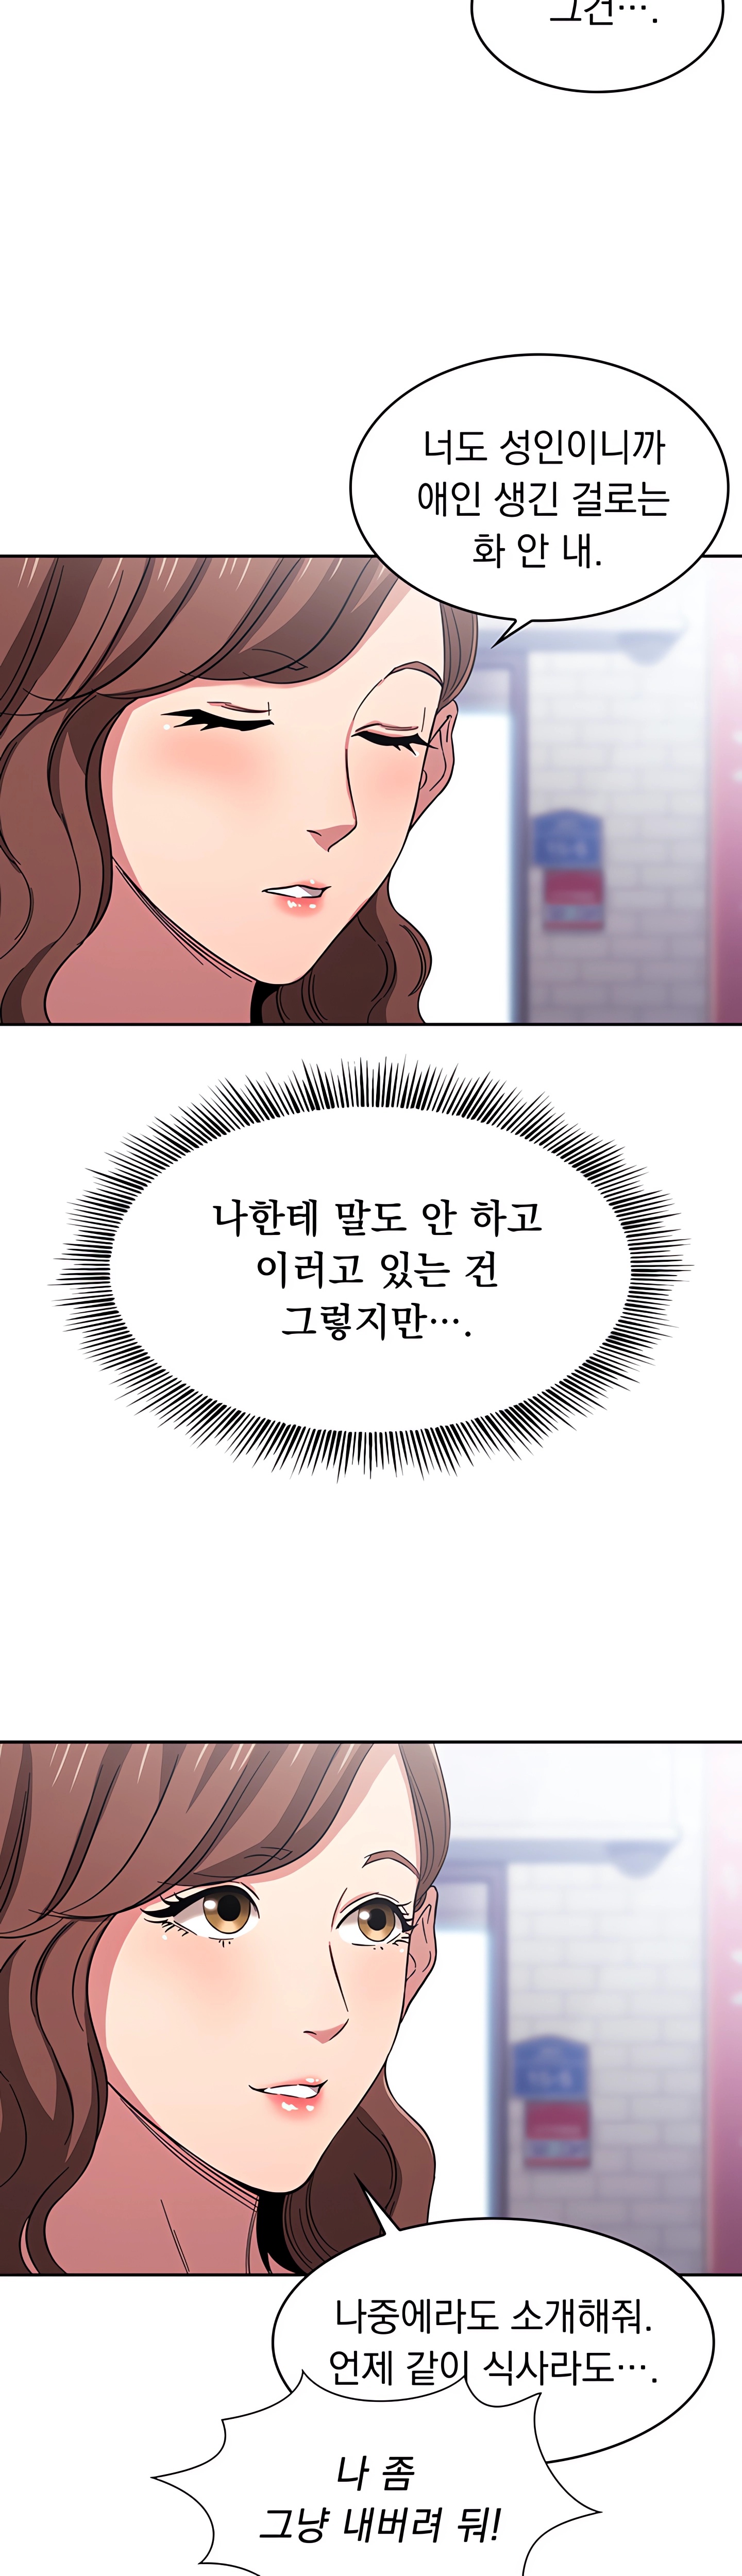 그건….
너도 성인이니까
애인 생긴 걸로는
화 안 내.
나한테 말도 안 하고
이러고 있는 건
그렇지만….
나중에라도 소개해줘.
언제 같이 식사라도….
나 좀
그냥 내버려 둬!